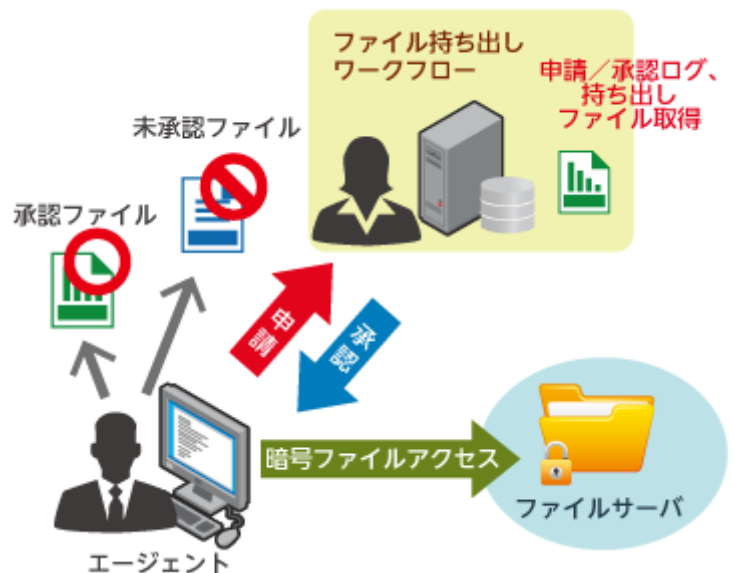 ファイル持ち出し
ワークフロー
申請／承認ログ、
持ち出し
ファイル取得
未承認ファイル
承認ファイル
申請
承認
暗号ファイルアクセス
ファイルサーバ
エージェント